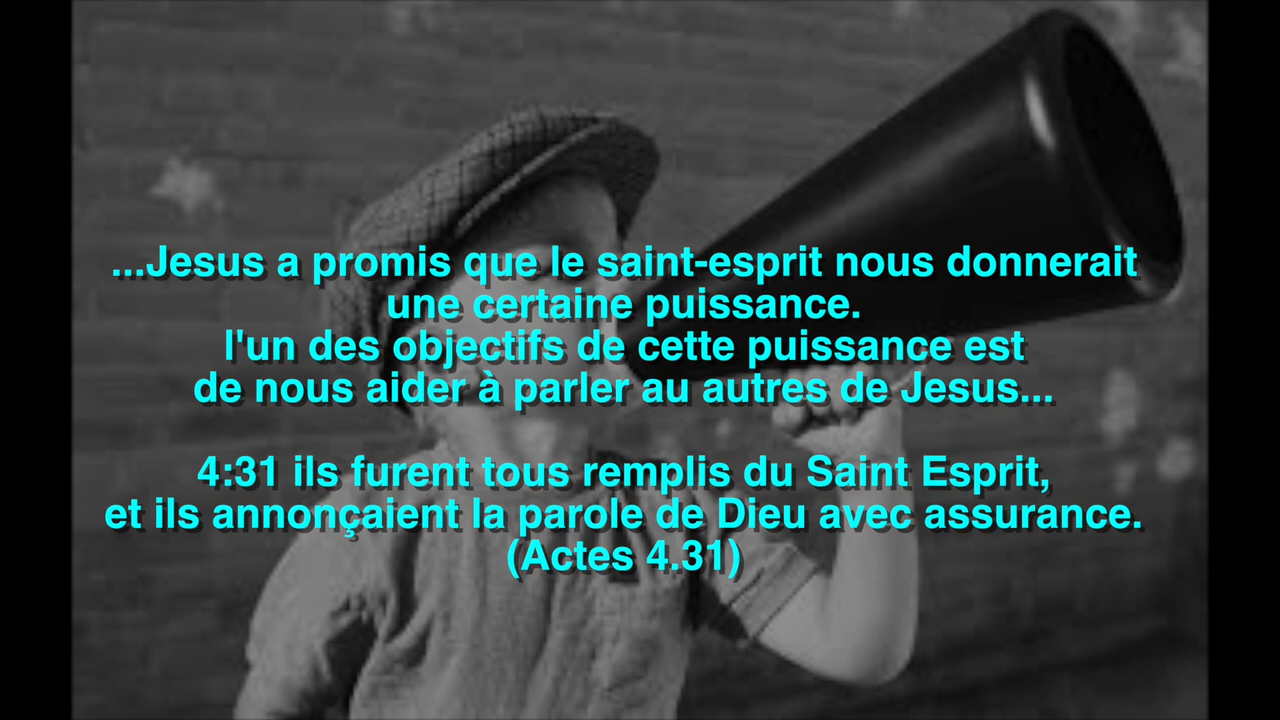 ...Jesus a promis que le saint-esprit nous donnerait
une certaine puissance.
l'un des objectifs de cette puissance est
de nous aider à parler au autres de Jesus...
4:31 ils furent tous remplis du Saint Esprit,
et ils annonçaient la parole de Dieu avec assurance.
(Actes 4.31)